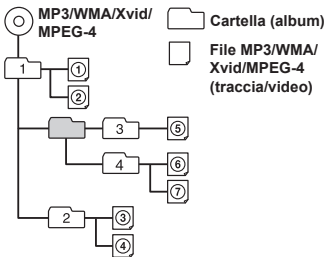 MP3/WMA/Xvid/
MPEG-4
Cartella (album)
File MP3/WMA/
Xvid/MPEG-4
(traccia/video)
1
①
②
3
⑤
4
⑥
⑦
2
③
④